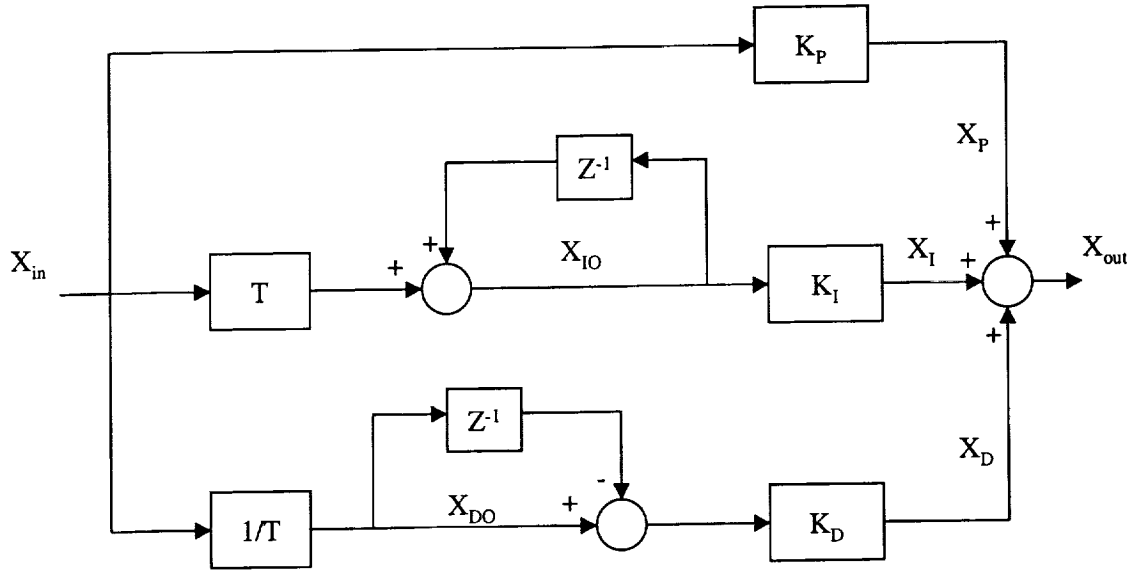 K_P
X_P
Z^-1
+
+
X_IO
X_I
+
+
X_out
X_in
T
K_I
+
Z^-1
-
X_D
1/T
X_DO
+
K_D